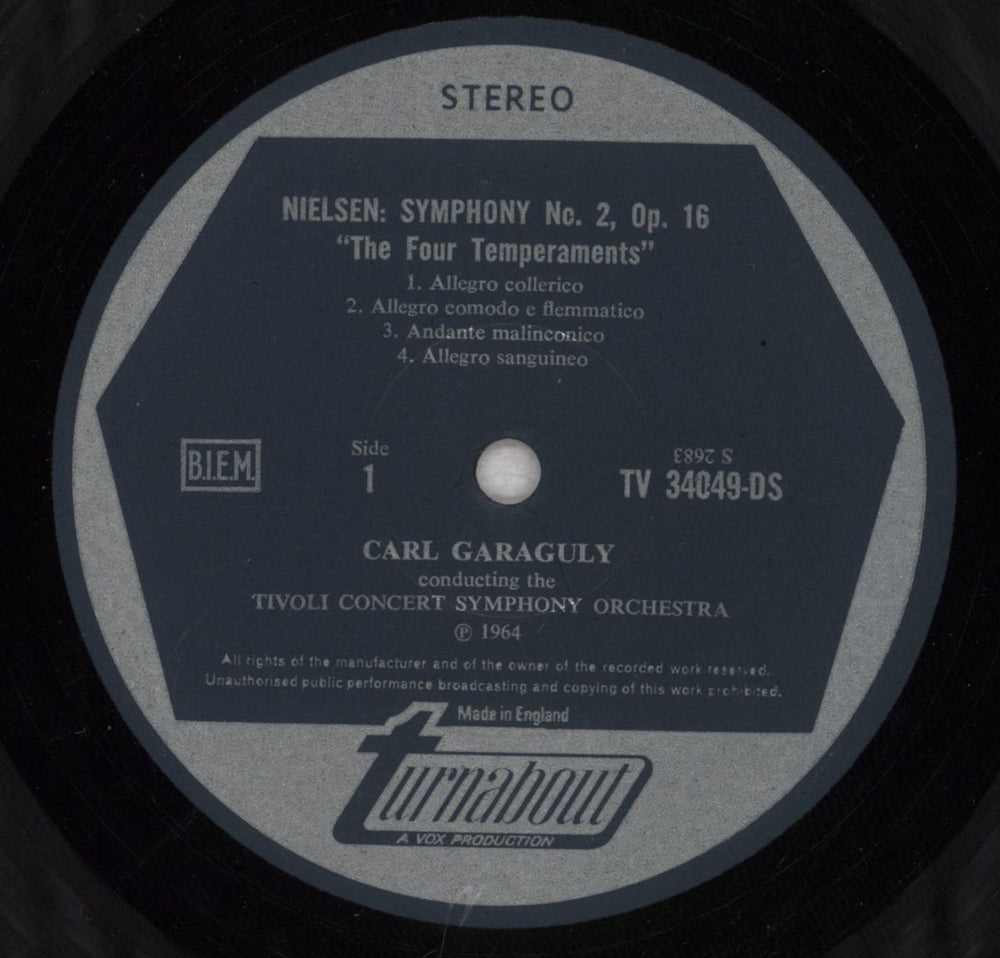 STEREO
NIELSEN: SYMPHONY No. 2, Op. 16
“The Four Temperaments”
1. Allegro collerico
2. Allegro comodo e flemmatico
3. Andante malinconico
4. Allegro sanguineo
B.I.E.M.
Side
1
S 2683
TV 34049-DS
CARL GARAGULY
conducting the
TIVOLI CONCERT SYMPHONY ORCHESTRA
℗ 1964
All rights of the manufacturer and of the owner of the recorded work reserved.
Unauthorised public performance broadcasting and copying of this work prohibited.
Made in England
turnabout
A VOX PRODUCTION